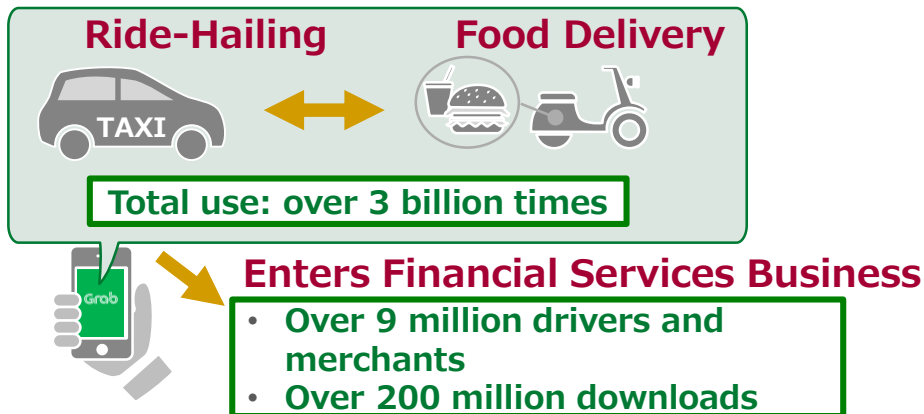 Ride-Hailing
Food Delivery
TAXI
Total use: over 3 billion times
Grab
Enters Financial Services Business
• Over 9 million drivers and
merchants
• Over 200 million downloads